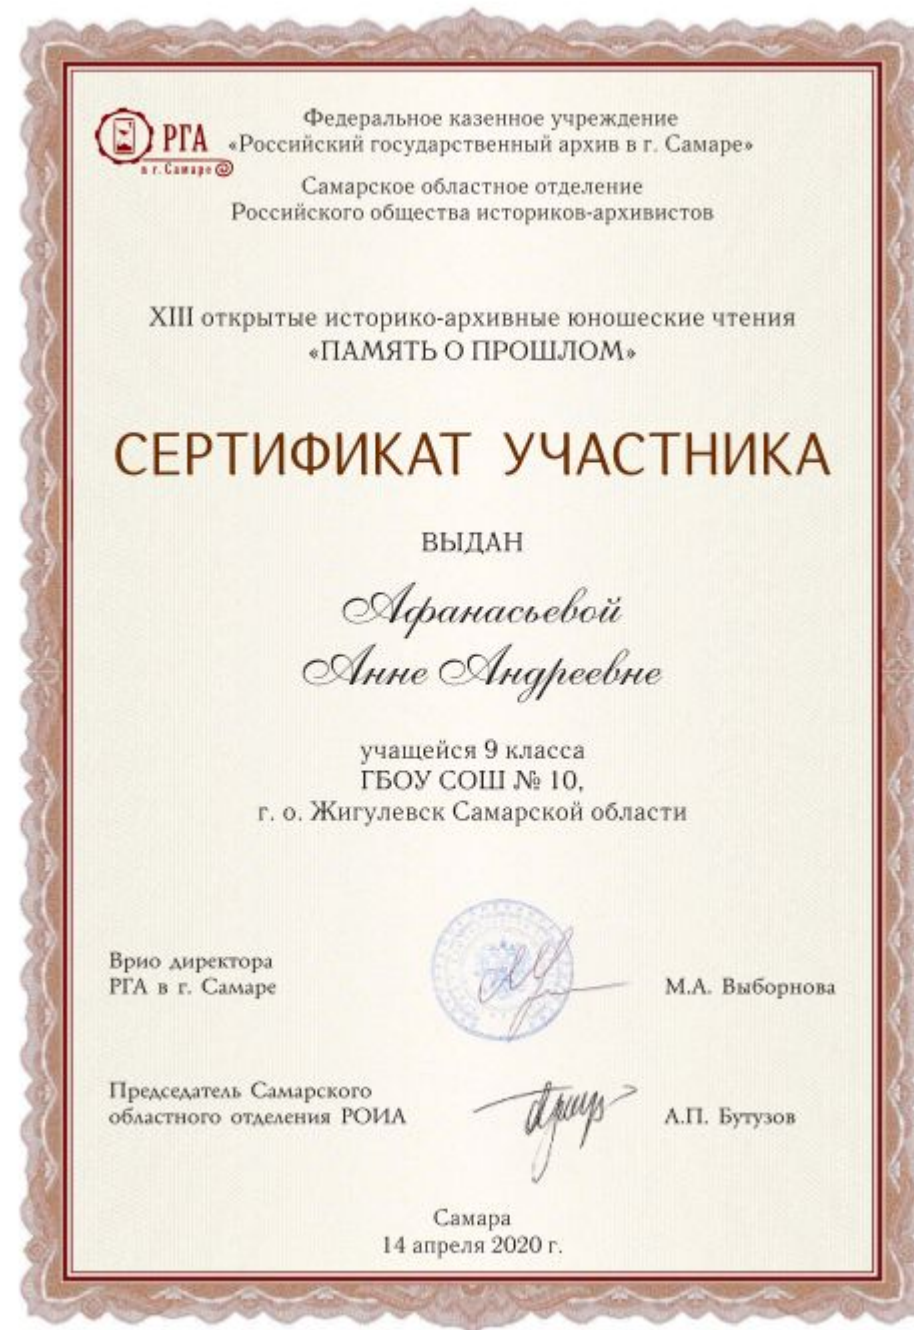 РГА
в г. Самаре
Федеральное казенное учреждение
«Российский государственный архив в г. Самаре»
Самарское областное отделение
Российского общества историков-архивистов
XIII открытые историко-архивные юношеские чтения
«ПАМЯТЬ О ПРОШЛОМ»
СЕРТИФИКАТ УЧАСТНИКА
ВЫДАН
Афанасьевой
Анне Андреевне
учащейся 9 класса
ГБОУ СОШ № 10,
г. о. Жигулевск Самарской области
Врио директора
РГА в г. Самаре
М.А. Выборнова
Председатель Самарского
областного отделения РОИА
А.П. Бутузов
Самара
14 апреля 2020 г.